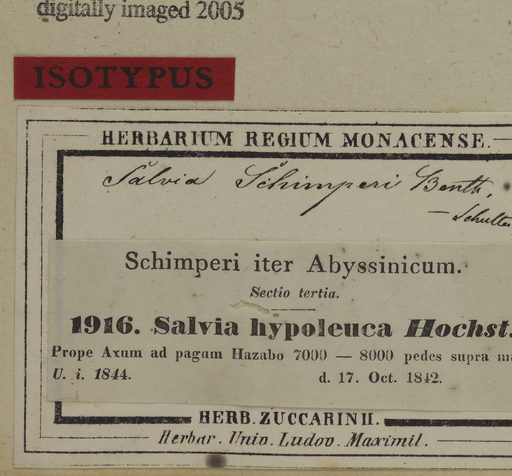 digitally imaged 2005
ISOTYPUS
HERBARIUM REGIUM MONACENSE.
Salvia Schimperi Benth.
— Schultes
Schimperi iter Abyssinicum.
Sectio tertia.
1916. Salvia hypoleuca Hochst.
Prope Axum ad pagum Hazabo 7000 — 8000 pedes supra ma
U. i. 1844. d. 17. Oct. 1842.
HERB. ZUCCARINII.
Herbar. Univ. Ludov. Maximil.